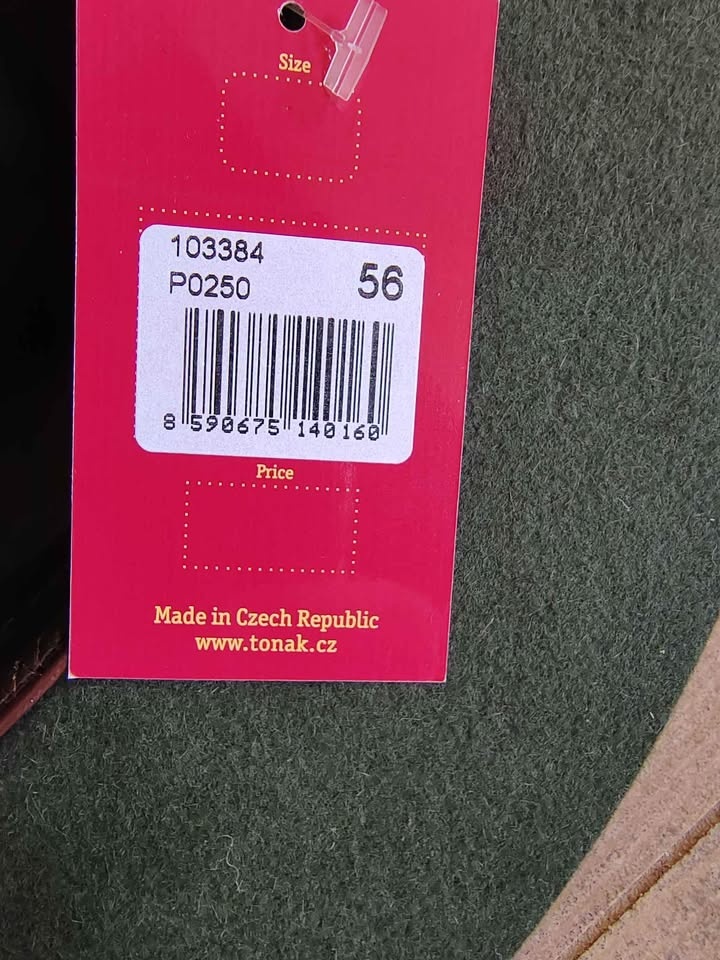 Size
103384
P0250 56
8 590675 140160
Price
Made in Czech Republic
www.tonak.cz